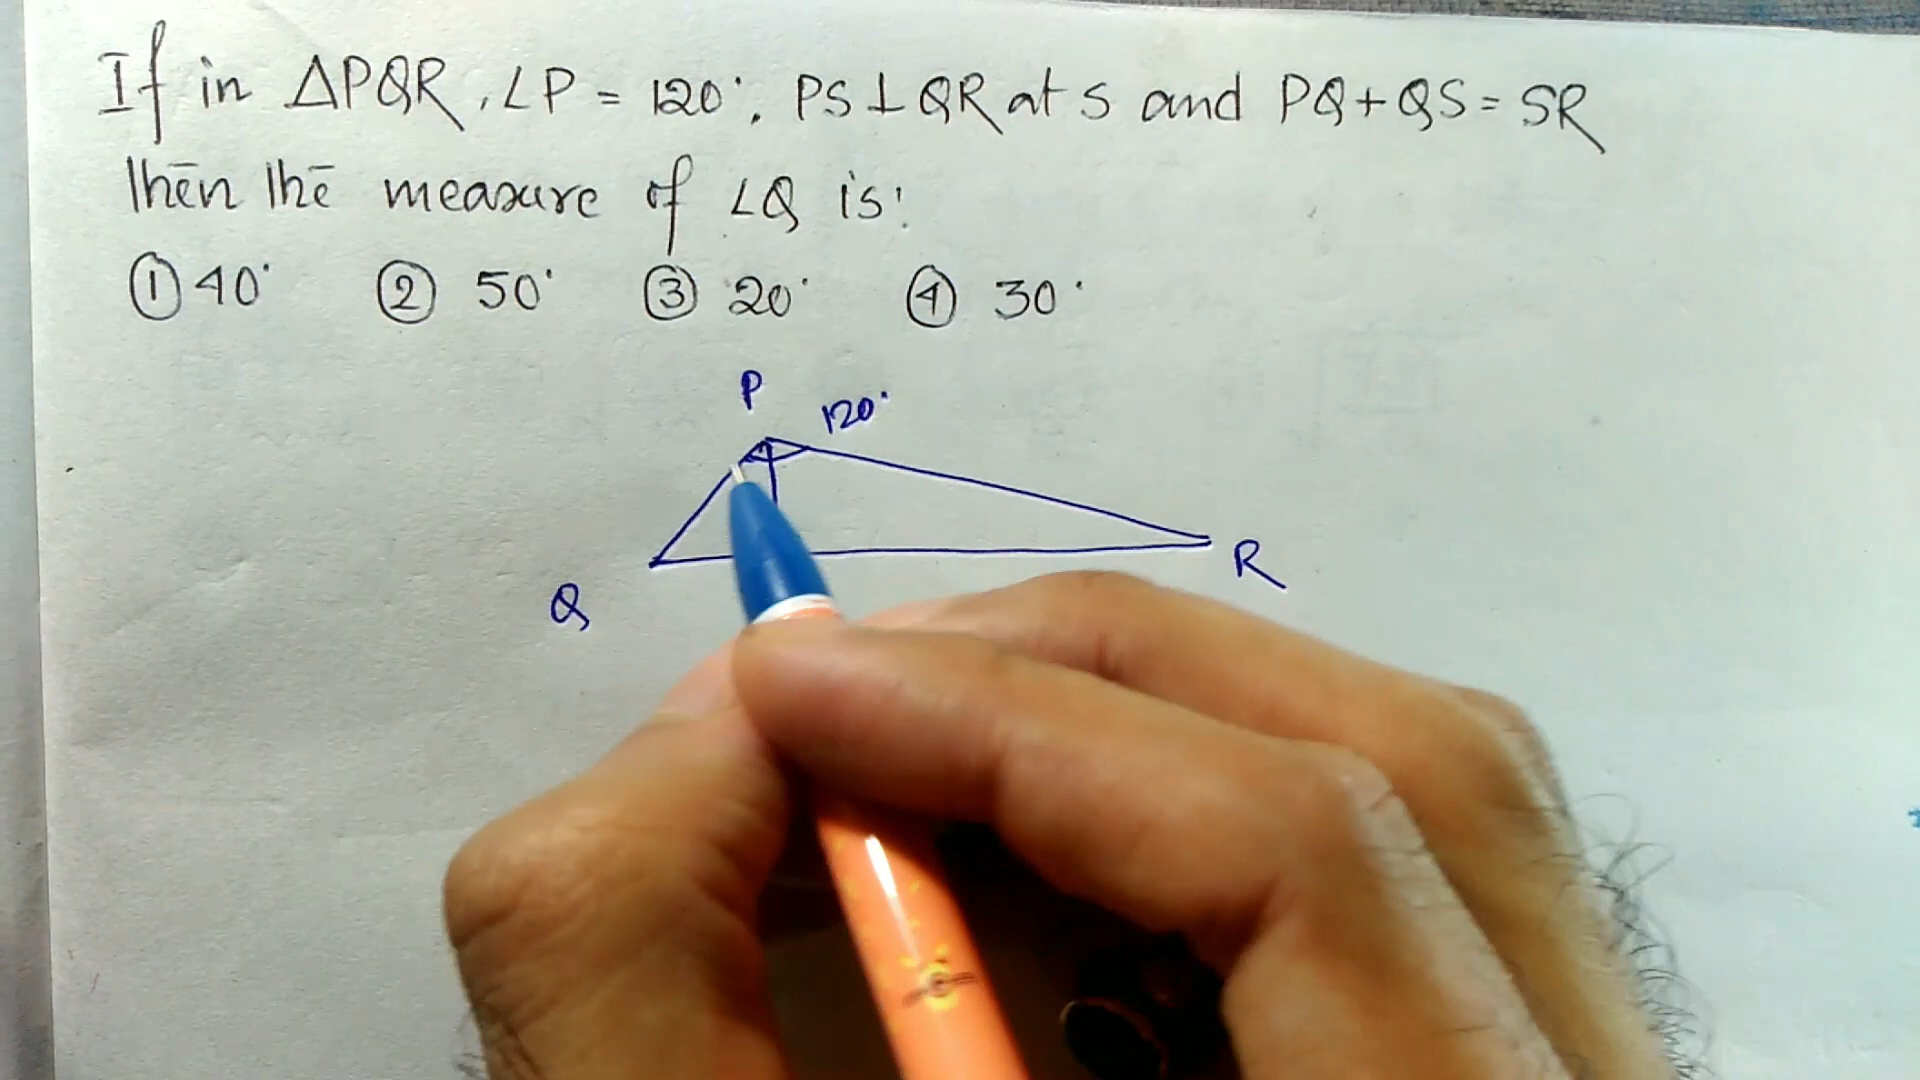 If in ΔPQR, ∠P = 120°, PS ⊥ QR at S and PQ + QS = SR
Then the measure of ∠Q is:
① 40° ② 50° ③ 20° ④ 30°
P
120°
Q
R